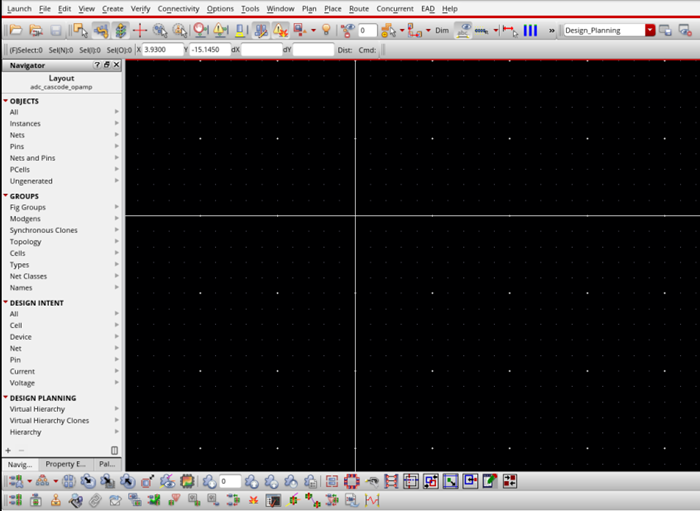 Launch File Edit View Create Verify Connectivity Options Tools Window Plan Place Route Concurrent EAD Help
0 Dim » Design_Planning
(F)Select:0 Sel(N):0 Sel(I):0 Sel(O):0 X 3.9300 Y -15.1450 dX dY Dist: Cmd:
Navigator
Layout
adc_cascode_opamp
OBJECTS
All
Instances
Nets
Pins
Nets and Pins
PCells
Ungenerated
GROUPS
Fig Groups
Modgens
Synchronous Clones
Topology
Cells
Types
Net Classes
Names
DESIGN INTENT
All
Cell
Device
Net
Pin
Current
Voltage
DESIGN PLANNING
Virtual Hierarchy
Virtual Hierarchy Clones
Hierarchy
Navig... Property E... Pal...
0